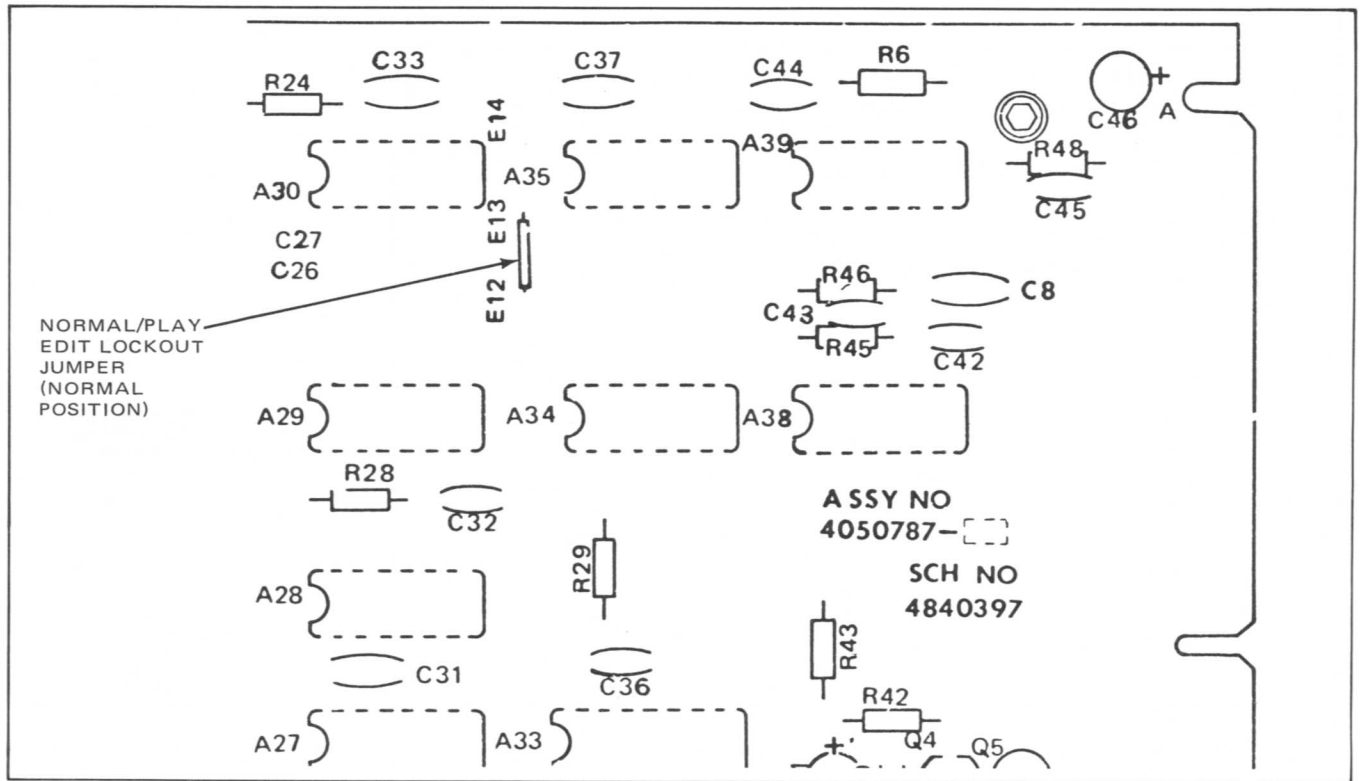 R24
C33
C37
C44
R6
C46
A
E14
A30
A35
A39
R48
C45
E13
C27
C26
E12
R46
C43
R45
C8
C42
NORMAL/PLAY
EDIT LOCKOUT
JUMPER
(NORMAL
POSITION)
A29
A34
A38
R28
C32
R29
ASSY NO
4050787-
SCH NO
4840397
A28
C31
C36
R43
R42
A27
A33
+
Q4
Q5
+